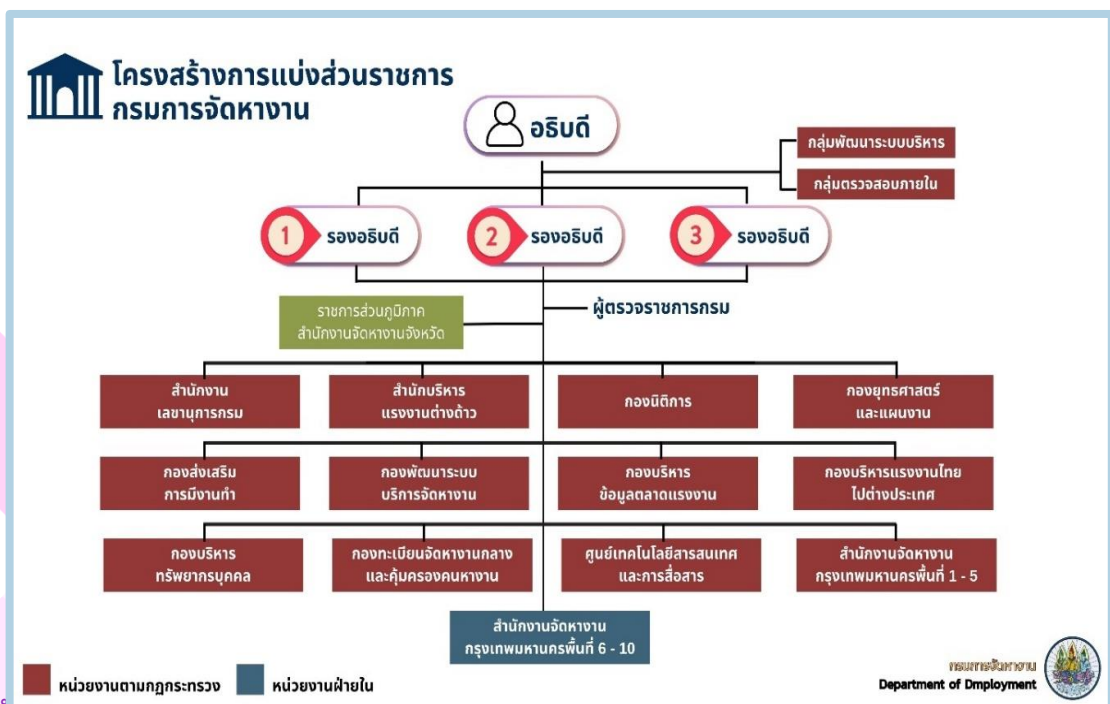 โครงสร้างการแบ่งส่วนราชการ
กรมการจัดหางาน
อธิบดี
กลุ่มพัฒนาระบบบริหาร
กลุ่มตรวจสอบภายใน
1 รองอธิบดี
2 รองอธิบดี
3 รองอธิบดี
ราชการส่วนภูมิภาค
สำนักงานจัดหางานจังหวัด
ผู้ตรวจราชการกรม
สำนักงาน
เลขานุการกรม
สำนักบริหาร
แรงงานต่างด้าว
กองนิติการ
กองยุทธศาสตร์
และแผนงาน
กองส่งเสริม
การมีงานทำ
กองพัฒนาระบบ
บริการจัดหางาน
กองบริหาร
ข้อมูลตลาดแรงงาน
กองบริหารแรงงานไทย
ไปต่างประเทศ
กองบริหาร
ทรัพยากรบุคคล
กองทะเบียนจัดหางานกลาง
และคุ้มครองคนหางาน
ศูนย์เทคโนโลยีสารสนเทศ
และการสื่อสาร
สำนักงานจัดหางาน
กรุงเทพมหานครพื้นที่ 1 - 5
สำนักงานจัดหางาน
กรุงเทพมหานครพื้นที่ 6 - 10
หน่วยงานตามกฎกระทรวง
หน่วยงานฝ่ายใน
กรมการจัดหางาน
Department of Dmployment